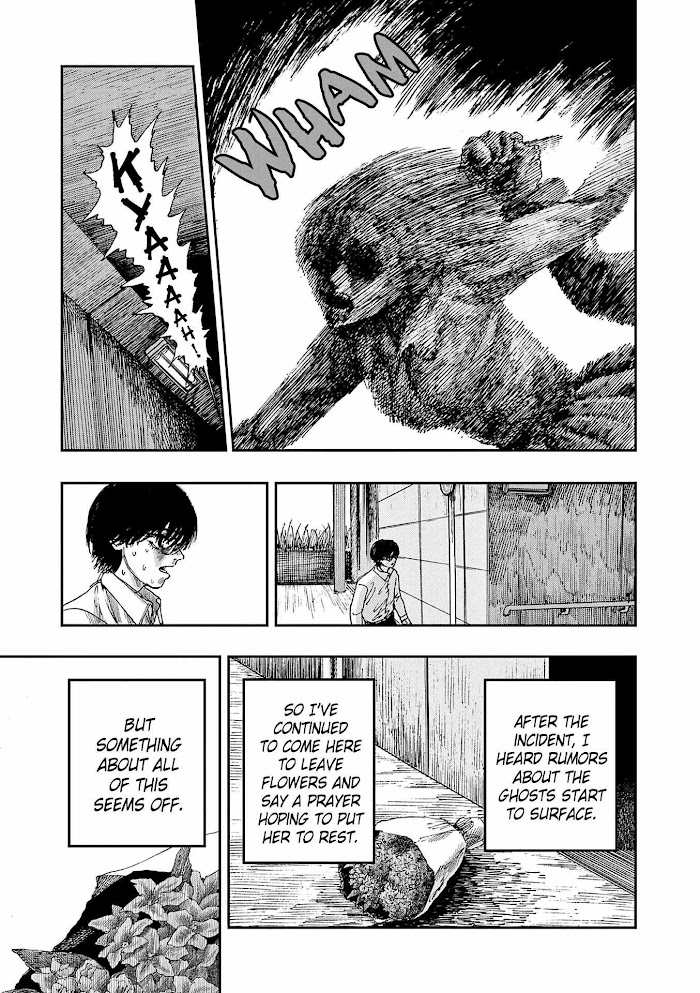 WHAM
KYAAAAAH!
AFTER THE
INCIDENT, I
HEARD RUMORS
ABOUT THE
GHOSTS START
TO SURFACE.
SO I'VE
CONTINUED
TO COME HERE
TO LEAVE
FLOWERS AND
SAY A PRAYER
HOPING TO PUT
HER TO REST.
BUT
SOMETHING
ABOUT ALL
OF THIS
SEEMS OFF.